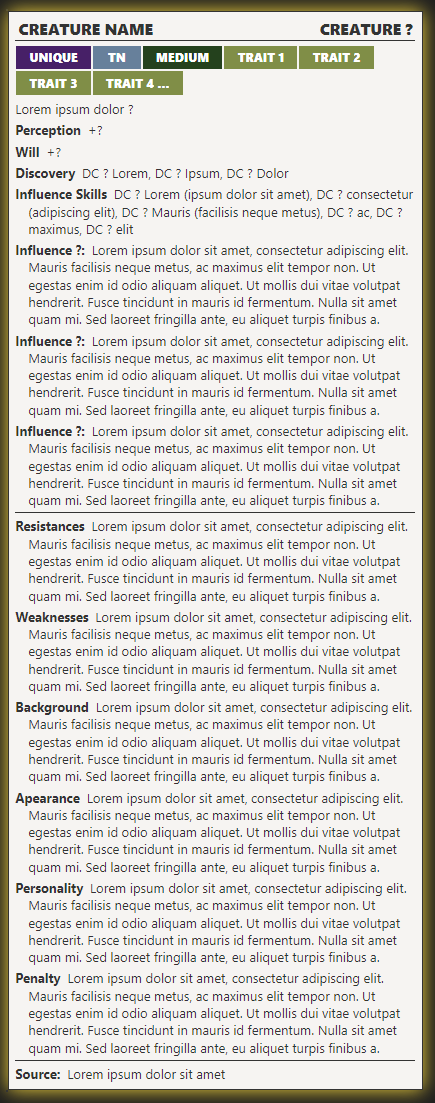 CREATURE NAME CREATURE ?
UNIQUE TN MEDIUM TRAIT 1 TRAIT 2
TRAIT 3 TRAIT 4 ...
Lorem ipsum dolor ?
Perception +?
Will +?
Discovery DC ? Lorem, DC ? Ipsum, DC ? Dolor
Influence Skills DC ? Lorem (ipsum dolor sit amet), DC ? consectetur
(adipiscing elit), DC ? Mauris (facilisis neque metus), DC ? ac, DC ?
maximus, DC ? elit
Influence ?: Lorem ipsum dolor sit amet, consectetur adipiscing elit.
Mauris facilisis neque metus, ac maximus elit tempor non. Ut
egestas enim id odio aliquam aliquet. Ut mollis dui vitae volutpat
hendrerit. Fusce tincidunt in mauris id fermentum. Nulla sit amet
quam mi. Sed laoreet fringilla ante, eu aliquet turpis finibus a.
Influence ?: Lorem ipsum dolor sit amet, consectetur adipiscing elit.
Mauris facilisis neque metus, ac maximus elit tempor non. Ut
egestas enim id odio aliquam aliquet. Ut mollis dui vitae volutpat
hendrerit. Fusce tincidunt in mauris id fermentum. Nulla sit amet
quam mi. Sed laoreet fringilla ante, eu aliquet turpis finibus a.
Influence ?: Lorem ipsum dolor sit amet, consectetur adipiscing elit.
Mauris facilisis neque metus, ac maximus elit tempor non. Ut
egestas enim id odio aliquam aliquet. Ut mollis dui vitae volutpat
hendrerit. Fusce tincidunt in mauris id fermentum. Nulla sit amet
quam mi. Sed laoreet fringilla ante, eu aliquet turpis finibus a.
Resistances Lorem ipsum dolor sit amet, consectetur adipiscing elit.
Mauris facilisis neque metus, ac maximus elit tempor non. Ut
egestas enim id odio aliquam aliquet. Ut mollis dui vitae volutpat
hendrerit. Fusce tincidunt in mauris id fermentum. Nulla sit amet
quam mi. Sed laoreet fringilla ante, eu aliquet turpis finibus a.
Weaknesses Lorem ipsum dolor sit amet, consectetur adipiscing elit.
Mauris facilisis neque metus, ac maximus elit tempor non. Ut
egestas enim id odio aliquam aliquet. Ut mollis dui vitae volutpat
hendrerit. Fusce tincidunt in mauris id fermentum. Nulla sit amet
quam mi. Sed laoreet fringilla ante, eu aliquet turpis finibus a.
Background Lorem ipsum dolor sit amet, consectetur adipiscing elit.
Mauris facilisis neque metus, ac maximus elit tempor non. Ut
egestas enim id odio aliquam aliquet. Ut mollis dui vitae volutpat
hendrerit. Fusce tincidunt in mauris id fermentum. Nulla sit amet
quam mi. Sed laoreet fringilla ante, eu aliquet turpis finibus a.
Apearance Lorem ipsum dolor sit amet, consectetur adipiscing elit.
Mauris facilisis neque metus, ac maximus elit tempor non. Ut
egestas enim id odio aliquam aliquet. Ut mollis dui vitae volutpat
hendrerit. Fusce tincidunt in mauris id fermentum. Nulla sit amet
quam mi. Sed laoreet fringilla ante, eu aliquet turpis finibus a.
Personality Lorem ipsum dolor sit amet, consectetur adipiscing elit.
Mauris facilisis neque metus, ac maximus elit tempor non. Ut
egestas enim id odio aliquam aliquet. Ut mollis dui vitae volutpat
hendrerit. Fusce tincidunt in mauris id fermentum. Nulla sit amet
quam mi. Sed laoreet fringilla ante, eu aliquet turpis finibus a.
Penalty Lorem ipsum dolor sit amet, consectetur adipiscing elit.
Mauris facilisis neque metus, ac maximus elit tempor non. Ut
egestas enim id odio aliquam aliquet. Ut mollis dui vitae volutpat
hendrerit. Fusce tincidunt in mauris id fermentum. Nulla sit amet
quam mi. Sed laoreet fringilla ante, eu aliquet turpis finibus a.
Source: Lorem ipsum dolor sit amet